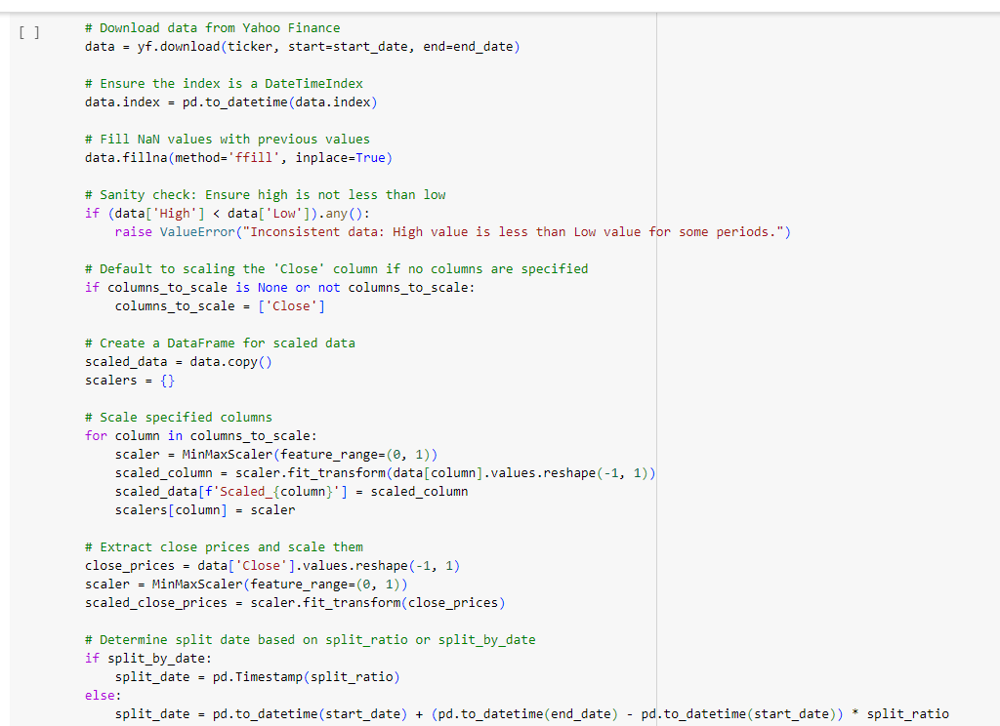 [ ]
# Download data from Yahoo Finance
data = yf.download(ticker, start=start_date, end=end_date)
# Ensure the index is a DateTimeIndex
data.index = pd.to_datetime(data.index)
# Fill NaN values with previous values
data.fillna(method='ffill', inplace=True)
# Sanity check: Ensure high is not less than low
if (data['High'] < data['Low']).any():
    raise ValueError("Inconsistent data: High value is less than Low value for some periods.")
# Default to scaling the 'Close' column if no columns are specified
if columns_to_scale is None or not columns_to_scale:
    columns_to_scale = ['Close']
# Create a DataFrame for scaled data
scaled_data = data.copy()
scalers = {}
# Scale specified columns
for column in columns_to_scale:
    scaler = MinMaxScaler(feature_range=(0, 1))
    scaled_column = scaler.fit_transform(data[column].values.reshape(-1, 1))
    scaled_data[f'Scaled_{column}'] = scaled_column
    scalers[column] = scaler
# Extract close prices and scale them
close_prices = data['Close'].values.reshape(-1, 1)
scaler = MinMaxScaler(feature_range=(0, 1))
scaled_close_prices = scaler.fit_transform(close_prices)
# Determine split date based on split_ratio or split_by_date
if split_by_date:
    split_date = pd.Timestamp(split_ratio)
else:
    split_date = pd.to_datetime(start_date) + (pd.to_datetime(end_date) - pd.to_datetime(start_date)) * split_ratio